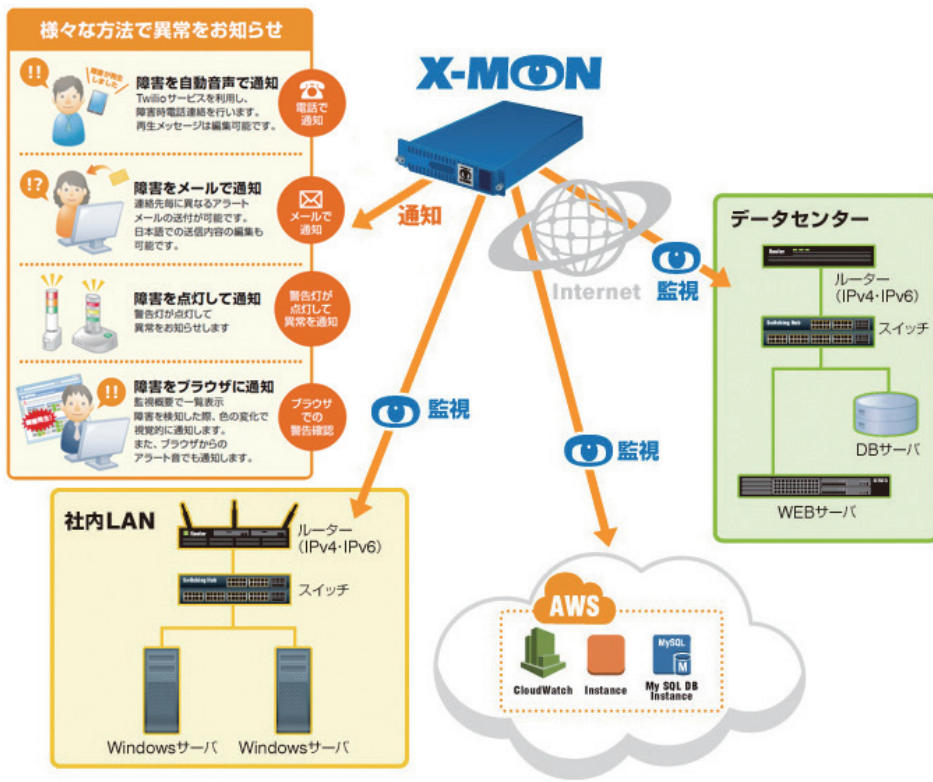 様々な方法で異常をお知らせ
!!
障害が発生
しました
障害を自動音声で通知
Twilioサービスを利用し、
障害時電話連絡を行います。
再生メッセージは編集可能です。
電話で
通知
!?
障害をメールで通知
連絡先毎に異なるアラート
メールの送付が可能です。
日本語での送信内容の編集も
可能です。
メールで
通知
障害を点灯して通知
警告灯が点灯して
異常をお知らせします
警告灯が
点灯して
異常を通知
!!
障害をブラウザに通知
監視概要で一覧表示
障害を検知した際、色の変化で
視覚的に通知します。
また、ブラウザからの
アラート音でも通知します。
ブラウザ
での
警告確認
X-MON
通知
Internet
監視
監視
監視
データセンター
Router
ルーター
(IPv4・IPv6)
Switching Hub
スイッチ
DBサーバ
WEBサーバ
社内LAN
Router
ルーター
(IPv4・IPv6)
Switching Hub
スイッチ
Windowsサーバ
Windowsサーバ
AWS
CloudWatch
Instance
MySQL
M
My SQL DB
Instance